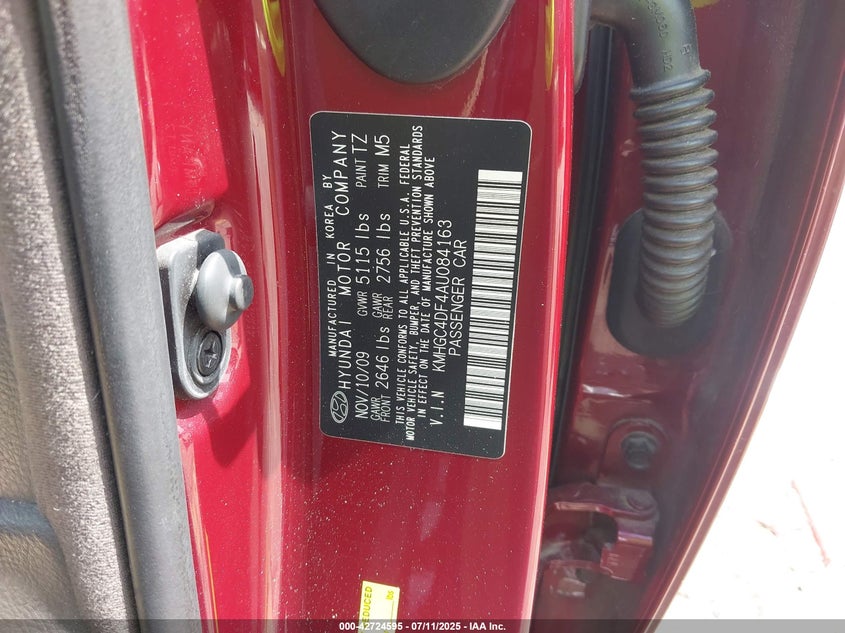 MANUFACTURED IN KOREA BY
HYUNDAI MOTOR COMPANY
NOV/10/09 GVWR 5115 lbs PAINT TZ
GAWR FRONT 2646 lbs GAWR REAR 2756 lbs TRIM M5
THIS VEHICLE CONFORMS TO ALL APPLICABLE U.S.A. FEDERAL
MOTOR VEHICLE SAFETY, BUMPER, AND THEFT PREVENTION STANDARDS
IN EFFECT ON THE DATE OF MANUFACTURE SHOWN ABOVE
V.I.N KMHGC4DF4AU084163
PASSENGER CAR
000-42724595 - 07/11/2025 - IAA Inc.